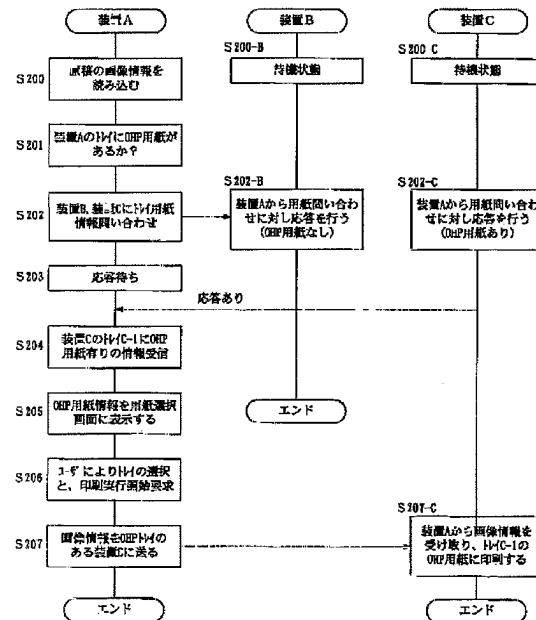 装置A
装置B
装置C
S200
原稿の画像情報を
読み込む
S200-B
待機状態
S200-C
待機状態
S201
装置AのトレイにOHP用紙が
あるか？
S202
装置B、装置Cにトレイ用紙
情報問い合わせ
S202-B
装置Aから用紙問い合わ
せに対し応答を行う
(OHP用紙なし)
S202-C
装置Aから用紙問い合わ
せに対し応答を行う
(OHP用紙あり)
S203
応答待ち
応答あり
S204
装置CのトレイC-1にOHP
用紙有りの情報受信
エンド
S205
OHP用紙情報を用紙選択
画面に表示する
S206
ユーザによりトレイの選択
と、印刷実行開始要求
S207
画像情報をOHPトレイの
ある装置Cに送る
S207-C
装置Aから画像情報を
受け取り、トレイC-1の
OHP用紙に印刷する
エンド
エンド